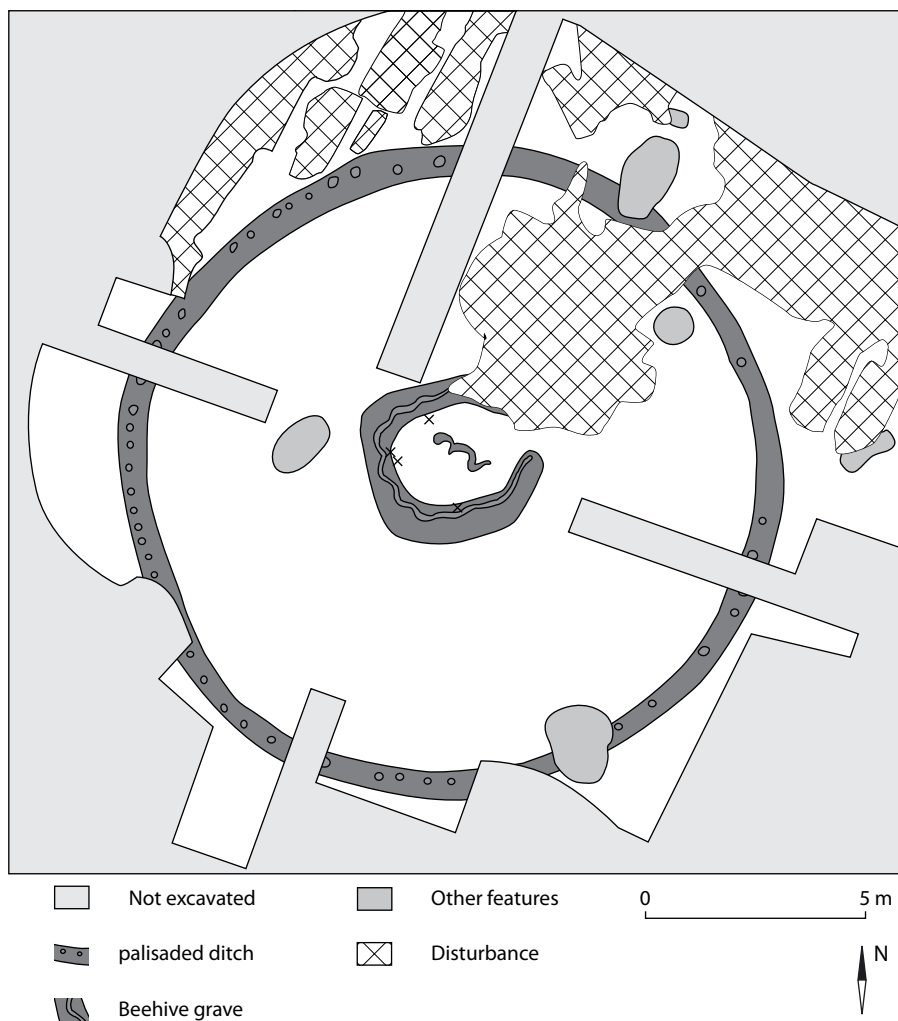 Not excavated
Other features
0 5 m
palisaded ditch
Disturbance
N
Beehive grave